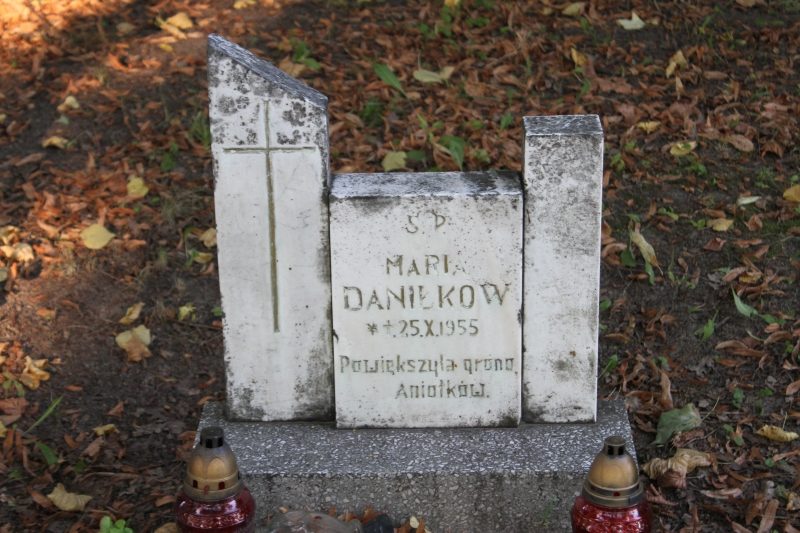 Ś P
MARIA
DANIŁKOW
* †. 25.X.1955
Powiększyła grono
Aniołków.